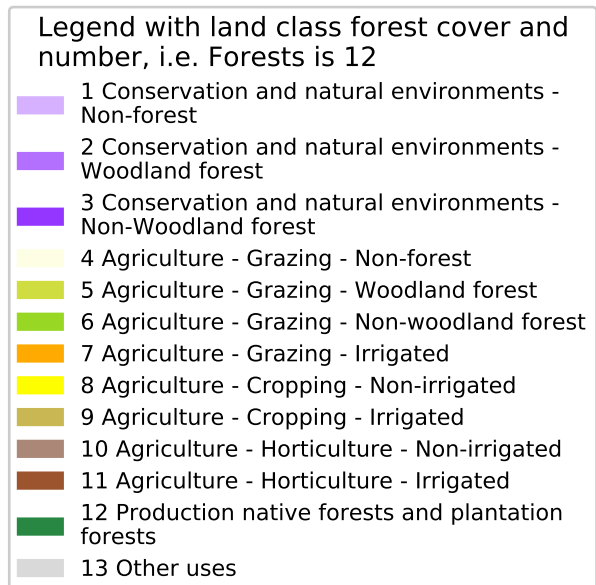 Legend with land class forest cover and
number, i.e. Forests is 12
1 Conservation and natural environments -
Non-forest
2 Conservation and natural environments -
Woodland forest
3 Conservation and natural environments -
Non-Woodland forest
4 Agriculture - Grazing - Non-forest
5 Agriculture - Grazing - Woodland forest
6 Agriculture - Grazing - Non-woodland forest
7 Agriculture - Grazing - Irrigated
8 Agriculture - Cropping - Non-irrigated
9 Agriculture - Cropping - Irrigated
10 Agriculture - Horticulture - Non-irrigated
11 Agriculture - Horticulture - Irrigated
12 Production native forests and plantation
forests
13 Other uses